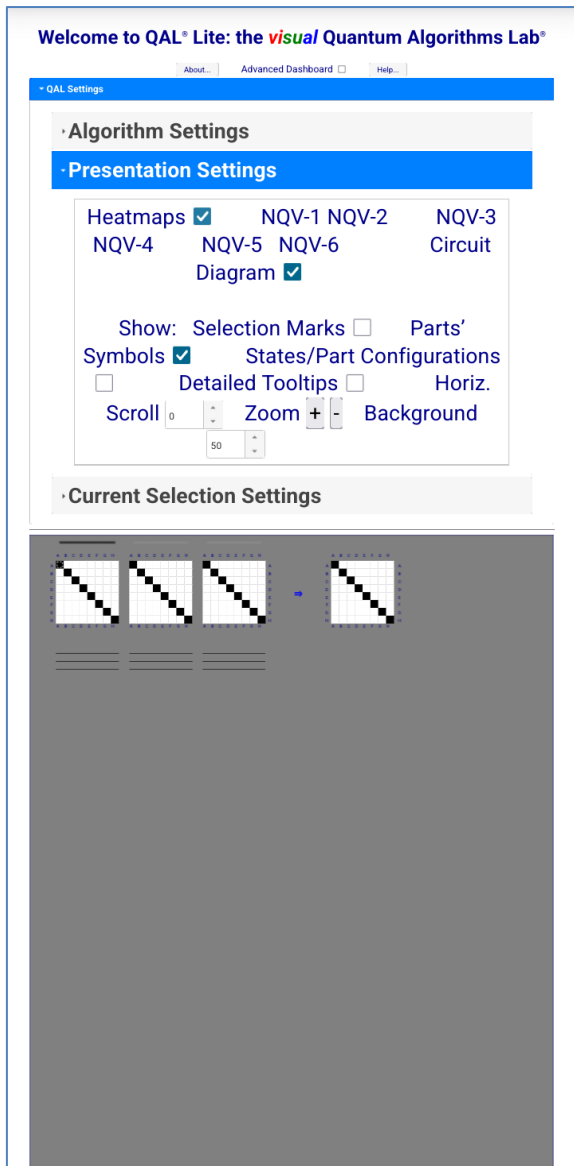 Welcome to QAL® Lite: the visual Quantum Algorithms Lab®
About... Advanced Dashboard Help...
QAL Settings
Algorithm Settings
Presentation Settings
Heatmaps NQV-1 NQV-2 NQV-3
NQV-4 NQV-5 NQV-6 Circuit
Diagram
Show: Selection Marks Parts’
Symbols States/Part Configurations
Detailed Tooltips Horiz.
Scroll 0 Zoom + - Background
50
Current Selection Settings
A B C D E F G H A B C D E F G H A B C D E F G H ⇒ A B C D E F G H